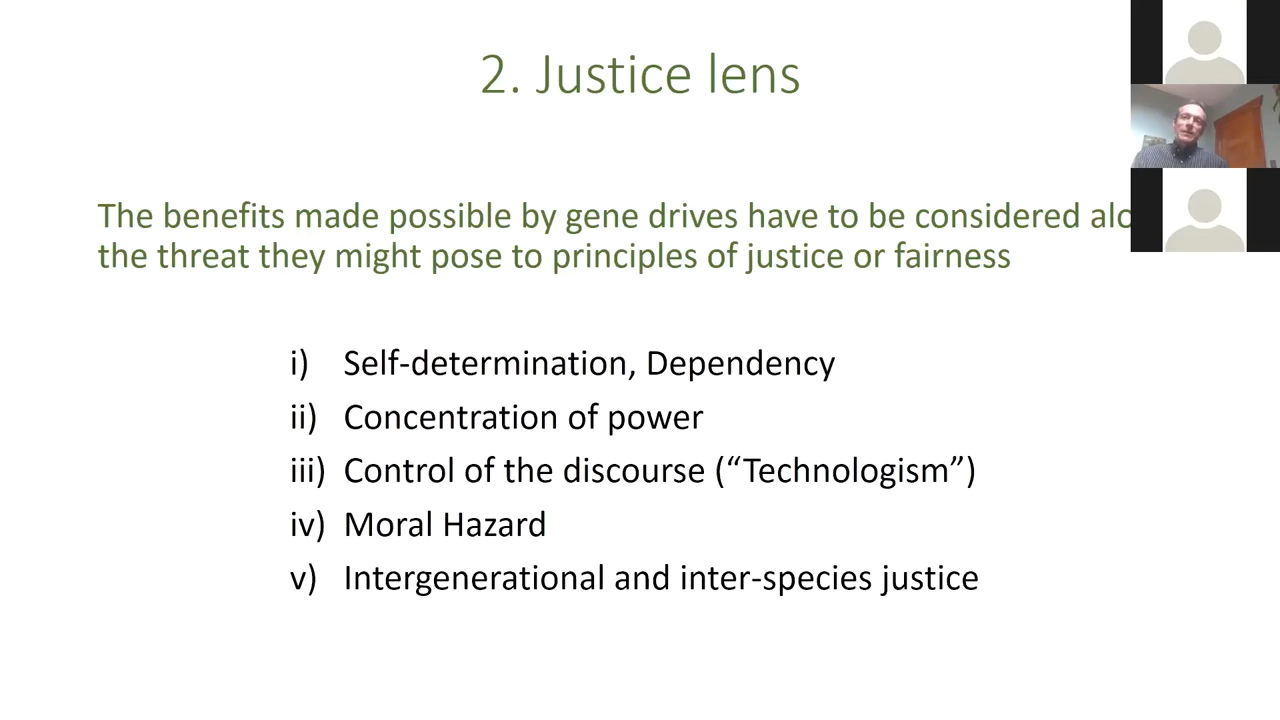 2. Justice lens
The benefits made possible by gene drives have to be considered
the threat they might pose to principles of justice or fairness
i) Self-determination, Dependency
ii) Concentration of power
iii) Control of the discourse (“Technologism”)
iv) Moral Hazard
v) Intergenerational and inter-species justice